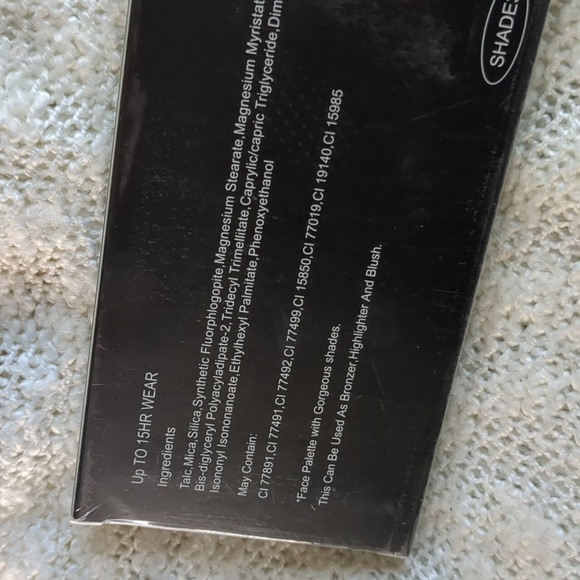 SHADE
Up TO 15HR WEAR
Ingredients
Talc,Mica,Silica,Synthetic Fluorphlogopite,Magnesium Stearate,Magnesium Myristat
Bis-diglyceryl Polyacyladipate-2,Tridecyl Trimellitate,Caprylic/capric Triglyceride,Dim
Isononyl Isononanoate,Ethylhexyl Palmitate,Phenoxyethanol
May Contain:
CI 77891,CI 77491,CI 77492,CI 77499,CI 15850,CI 77019,CI 19140,CI 15985
*Face Palette with Gorgeous shades.
This Can Be Used As Bronzer,Highlighter And Blush.